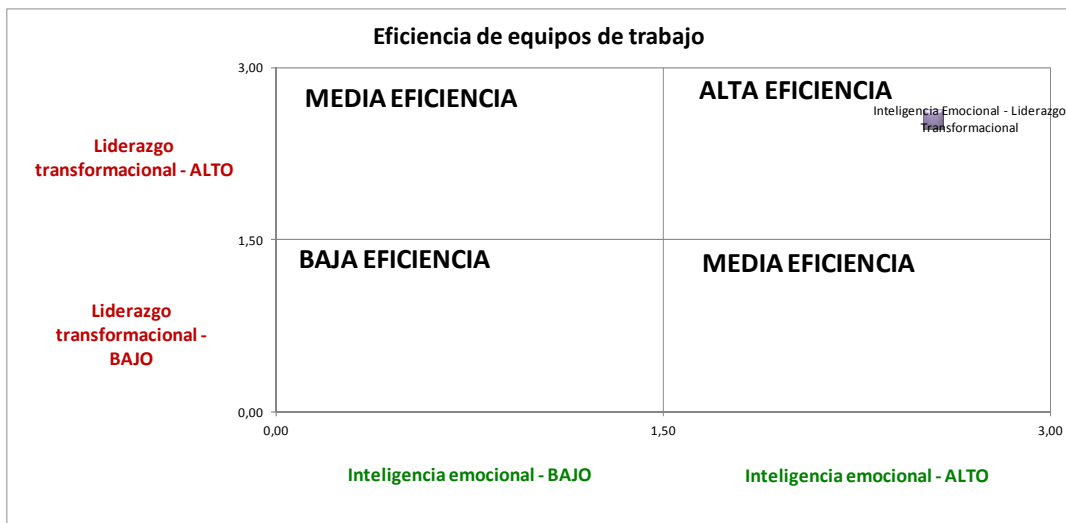 Eficiencia de equipos de trabajo
3,00
MEDIA EFICIENCIA
ALTA EFICIENCIA
Inteligencia Emocional - Liderazgo
Transformacional
Liderazgo
transformacional - ALTO
1,50
BAJA EFICIENCIA
MEDIA EFICIENCIA
Liderazgo
transformacional -
BAJO
0,00
0,00
1,50
3,00
Inteligencia emocional - BAJO
Inteligencia emocional - ALTO